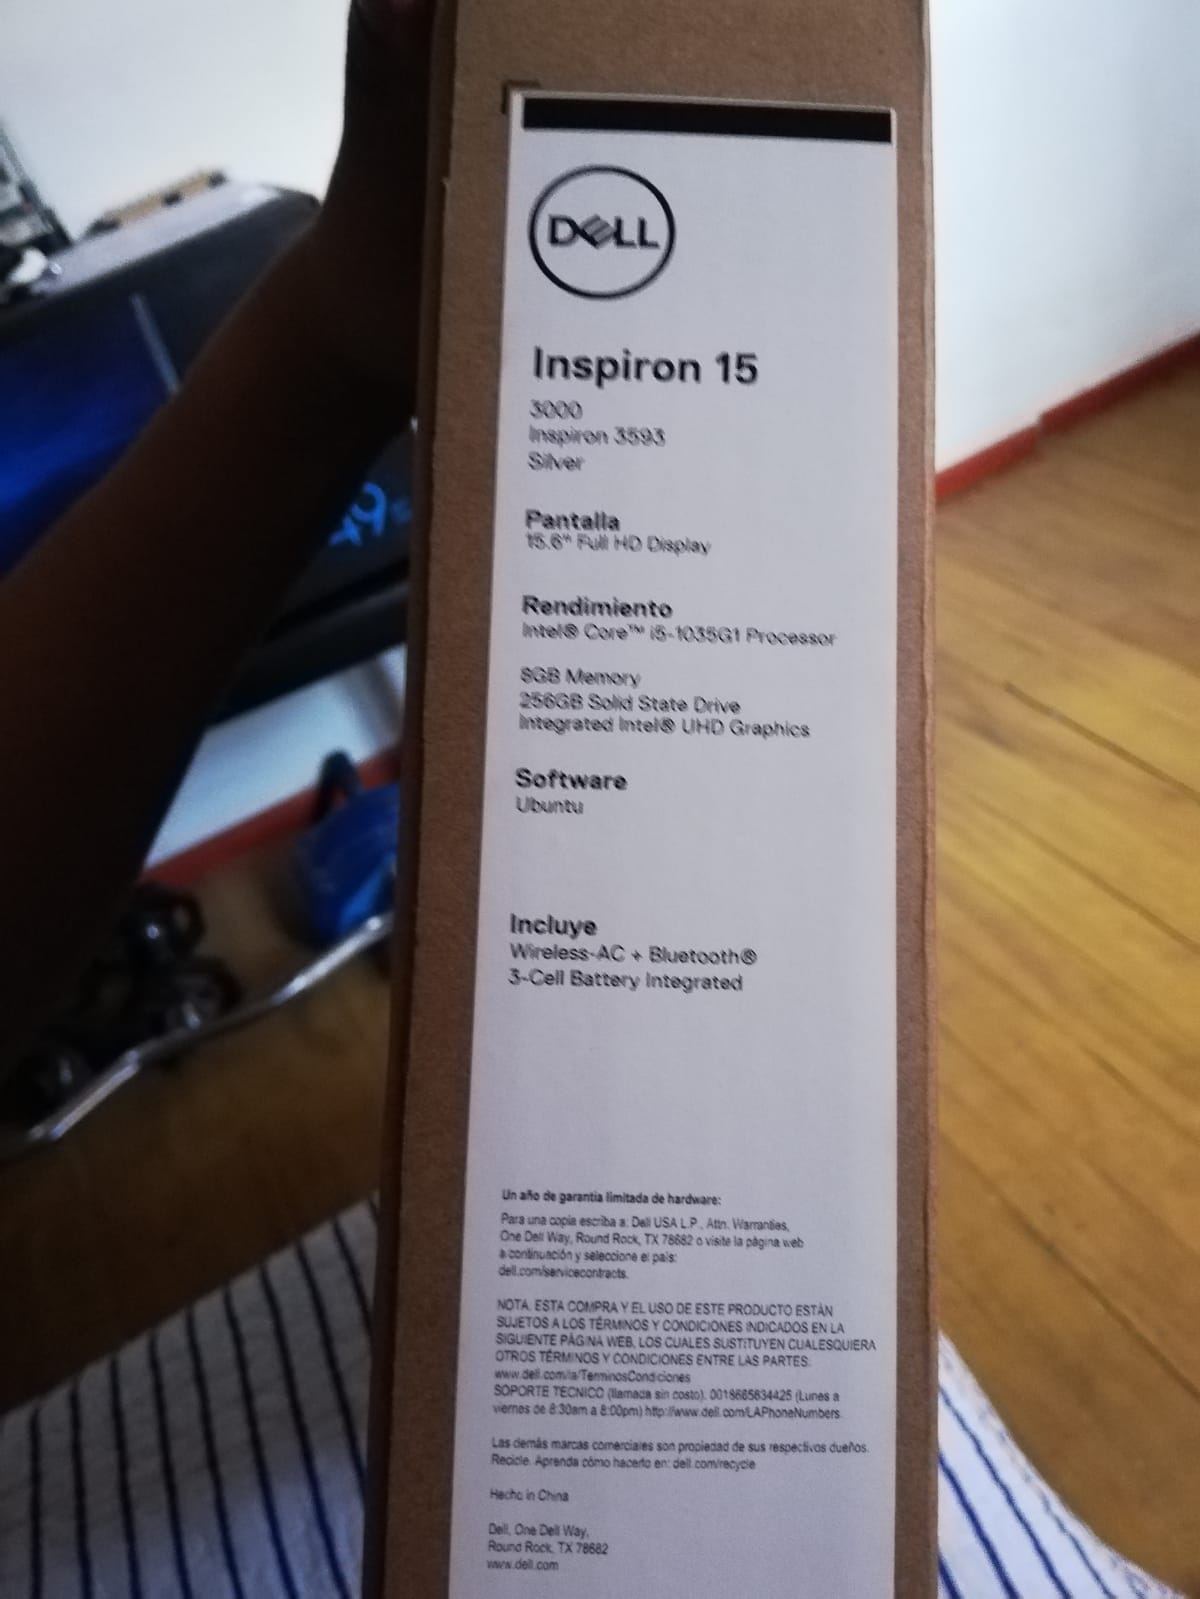 DELL
Inspiron 15
3000
Inspiron 3593
Silver
Pantalla
15.6" Full HD Display
Rendimiento
Intel® Core™ i5-1035G1 Processor
8GB Memory
256GB Solid State Drive
Integrated Intel® UHD Graphics
Software
Ubuntu
Incluye
Wireless-AC + Bluetooth®
3-Cell Battery Integrated
Un año de garantía limitada de hardware:
Para una copia escriba a: Dell USA L.P., Attn. Warranties,
One Dell Way, Round Rock, TX 78682 o visite la página web
a continuación y seleccione el país:
dell.com/servicecontracts.
NOTA. ESTA COMPRA Y EL USO DE ESTE PRODUCTO ESTÁN
SUJETOS A LOS TÉRMINOS Y CONDICIONES INDICADOS EN LA
SIGUIENTE PÁGINA WEB, LOS CUALES SUSTITUYEN CUALESQUIERA
OTROS TÉRMINOS Y CONDICIONES ENTRE LAS PARTES:
www.dell.com/la/TerminosCondiciones
SOPORTE TECNICO (llamada sin costo). 0018665634425 (Lunes a
viernes de 8:30am a 8:00pm) http://www.dell.com/LAPhoneNumbers
Las demás marcas comerciales son propiedad de sus respectivos dueños.
Recicle. Aprenda cómo hacerlo en: dell.com/recycle
Hecho in China
Dell, One Dell Way,
Round Rock, TX 78682
www.dell.com